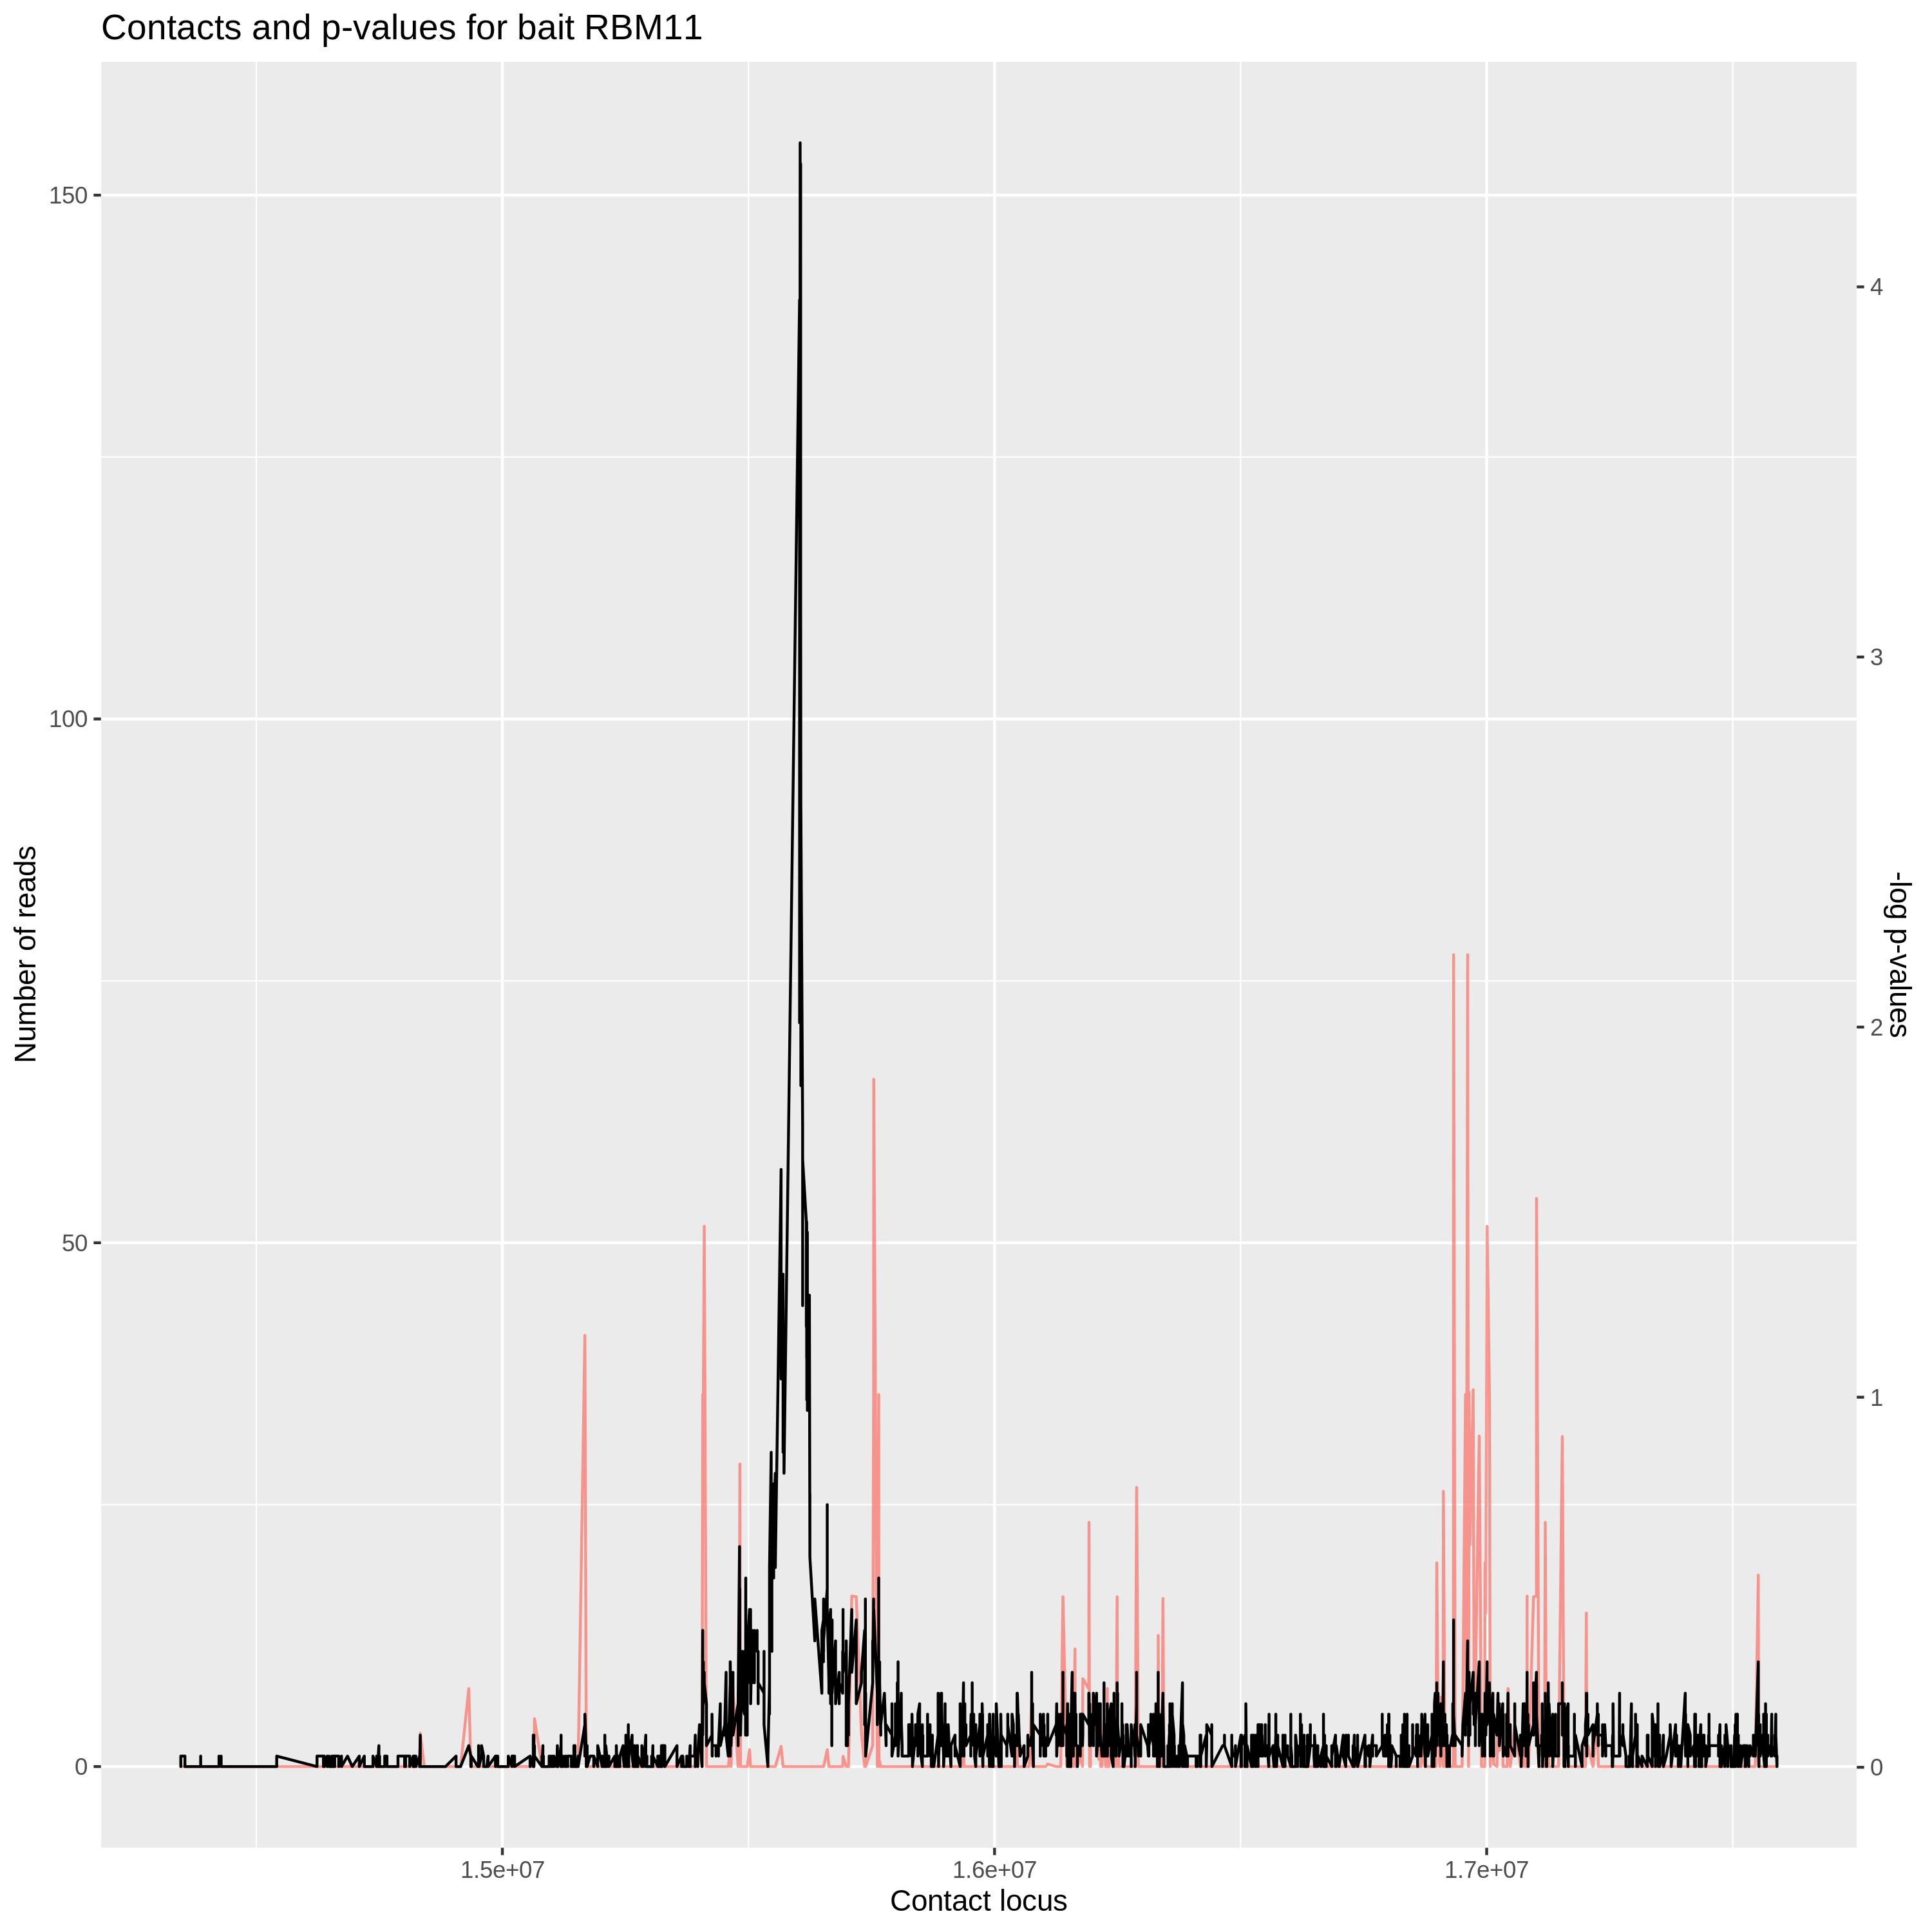 Contacts and p-values for bait RBM11
150
100
50
0
Number of reads
4
3
2
1
0
-log p-values
1.5e+07
1.6e+07
1.7e+07
Contact locus